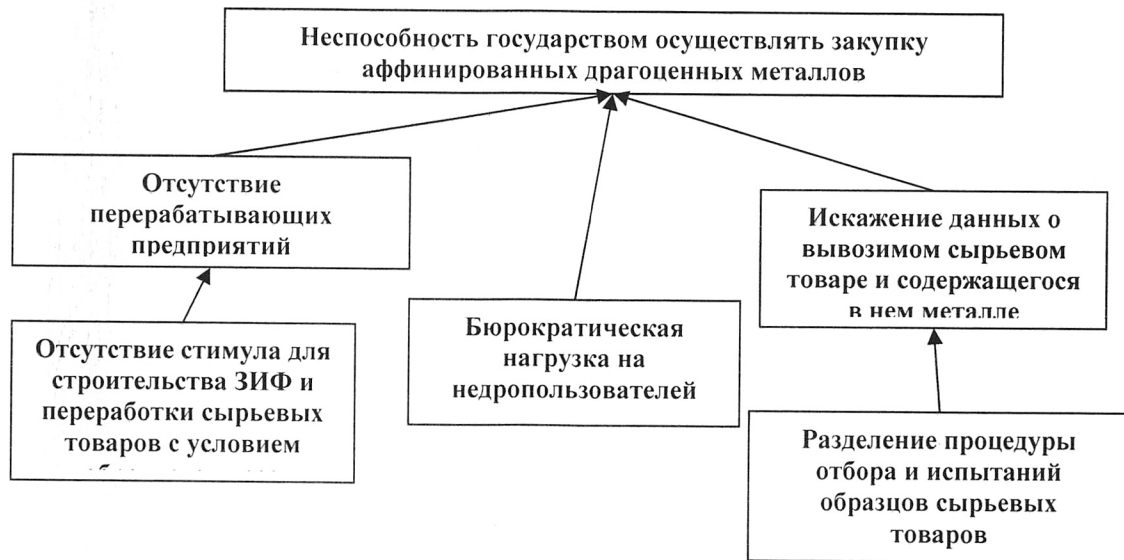 Неспособность государством осуществлять закупку
аффинированных драгоценных металлов
Отсутствие
перерабатывающих
предприятий
Искажение данных о
вывозимом сырьевом
товаре и содержащегося
в нем металле
Бюрократическая
нагрузка на
недропользователей
Отсутствие стимула для
строительства ЗИФ и
переработки сырьевых
товаров с условием
Разделение процедуры
отбора и испытаний
образцов сырьевых
товаров